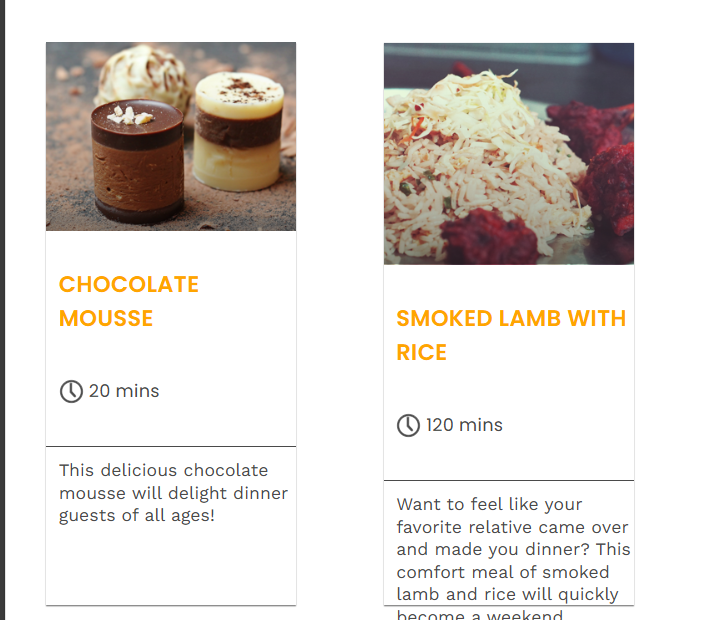 CHOCOLATE
MOUSSE
20 mins
This delicious chocolate
mousse will delight dinner
guests of all ages!
SMOKED LAMB WITH
RICE
120 mins
Want to feel like your
favorite relative came over
and made you dinner? This
comfort meal of smoked
lamb and rice will quickly
become a weekend